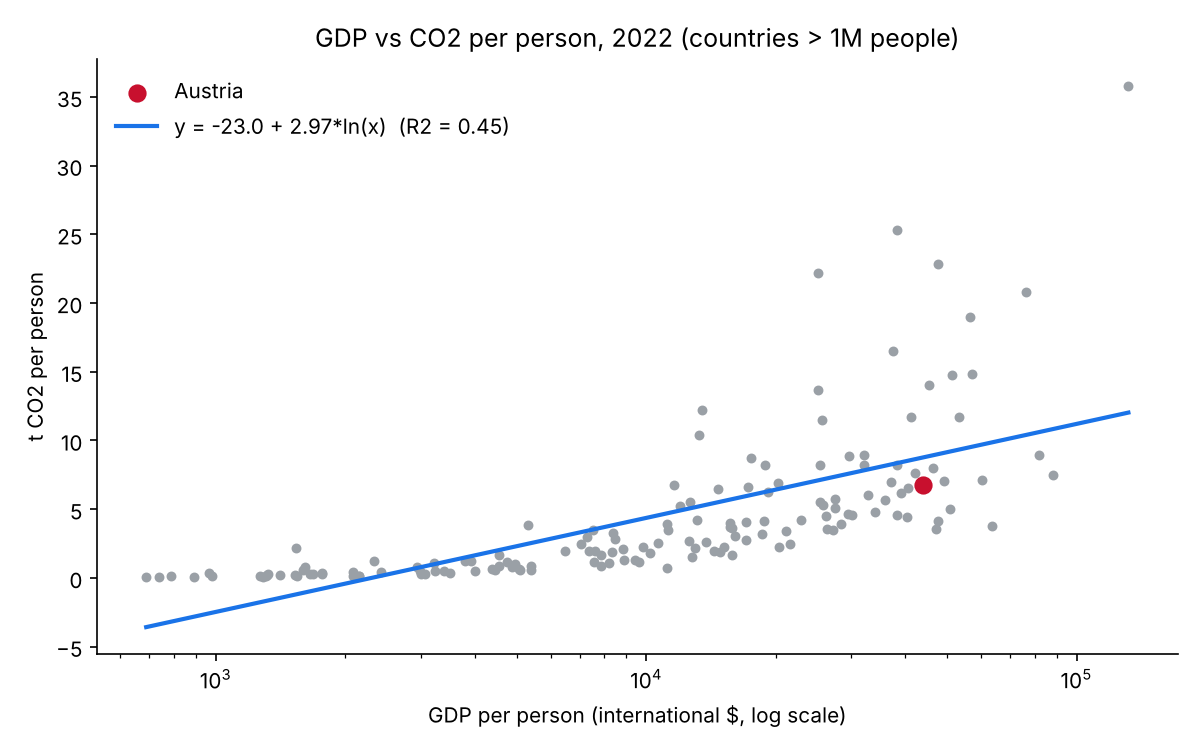 GDP vs CO2 per person, 2022 (countries > 1M people)
Austria
y = -23.0 + 2.97*ln(x)  (R2 = 0.45)
t CO2 per person
35
30
25
20
15
10
5
0
−5
10³
10⁴
10⁵
GDP per person (international $, log scale)